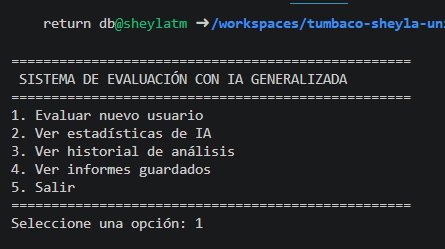 return db@sheylatm ➜/workspaces/tumbaco-sheyla-un
==================================================
SISTEMA DE EVALUACIÓN CON IA GENERALIZADA
==================================================
1. Evaluar nuevo usuario
2. Ver estadísticas de IA
3. Ver historial de análisis
4. Ver informes guardados
5. Salir
==================================================
Seleccione una opción: 1